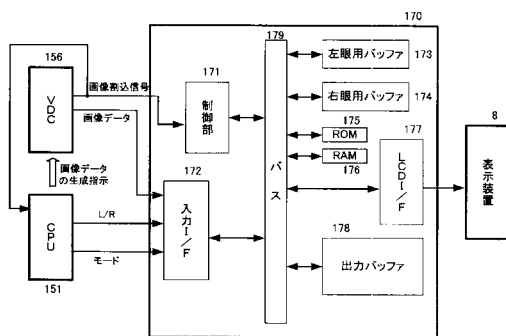 170
179
156
VDC
画像割込信号
画像データ
171
制御部
左眼用バッファ
173
右眼用バッファ
174
175
ROM
RAM
176
177
LCDI/F
8
表示装置
画像データ
の生成指示
172
入力I/F
バス
CPU
L/R
モード
151
178
出力バッファ